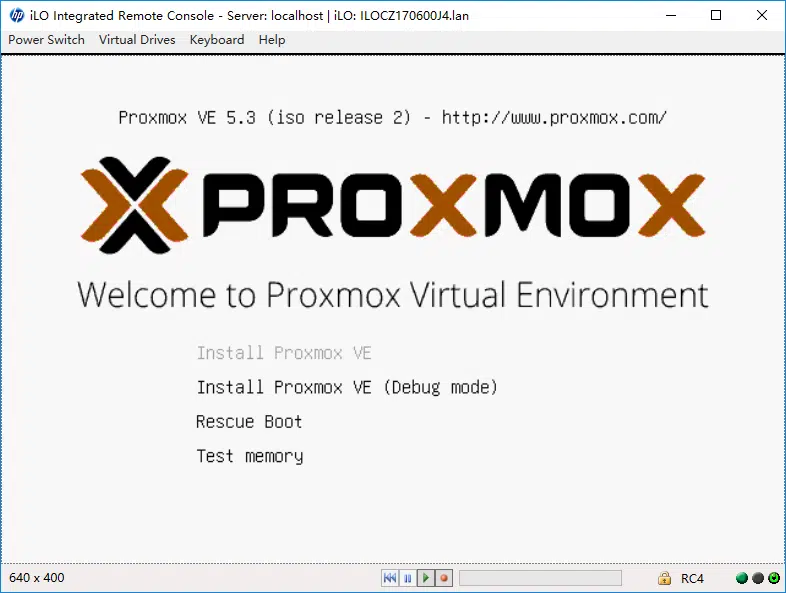 iLO Integrated Remote Console - Server: localhost | iLO: ILOCZ170600J4.lan
Power Switch Virtual Drives Keyboard Help
Proxmox VE 5.3 (iso release 2) - http://www.proxmox.com/
PROXMOX
Welcome to Proxmox Virtual Environment
Install Proxmox VE
Install Proxmox VE (Debug mode)
Rescue Boot
Test memory
640 x 400 RC4